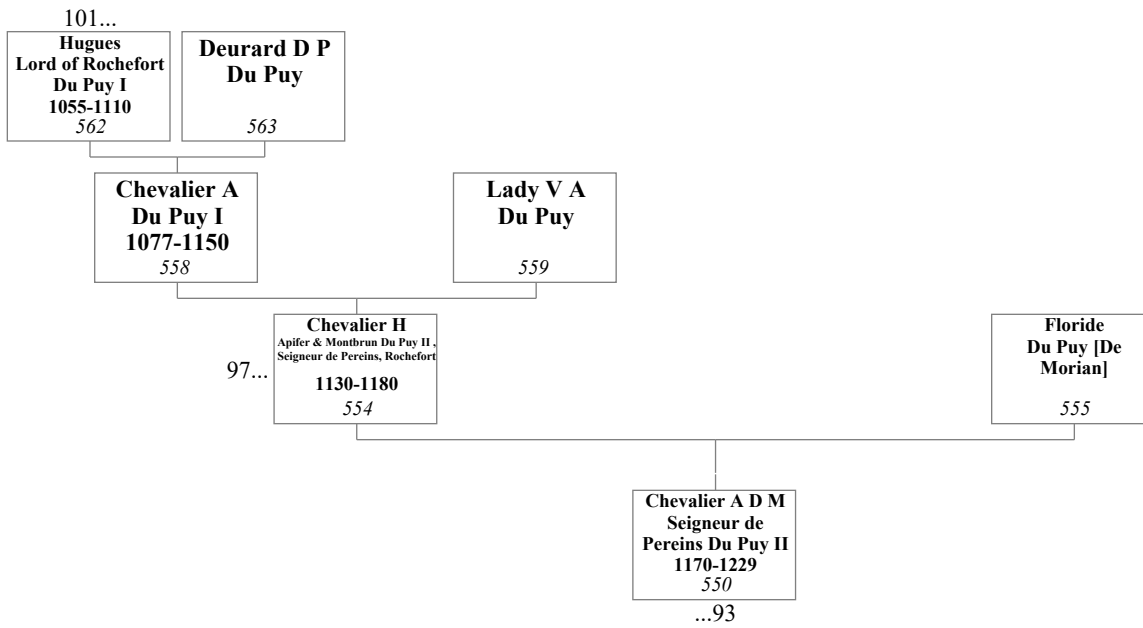 101...
Hugues
Lord of Rochefort
Du Puy I
1055-1110
562
Deurard D P
Du Puy
563
Chevalier A
Du Puy I
1077-1150
558
Lady V A
Du Puy
559
97...
Chevalier H
Apifer & Montbrun Du Puy II ,
Seigneur de Pereins, Rochefort
1130-1180
554
Floride
Du Puy [De
Morian]
555
Chevalier A D M
Seigneur de
Pereins Du Puy II
1170-1229
550
...93